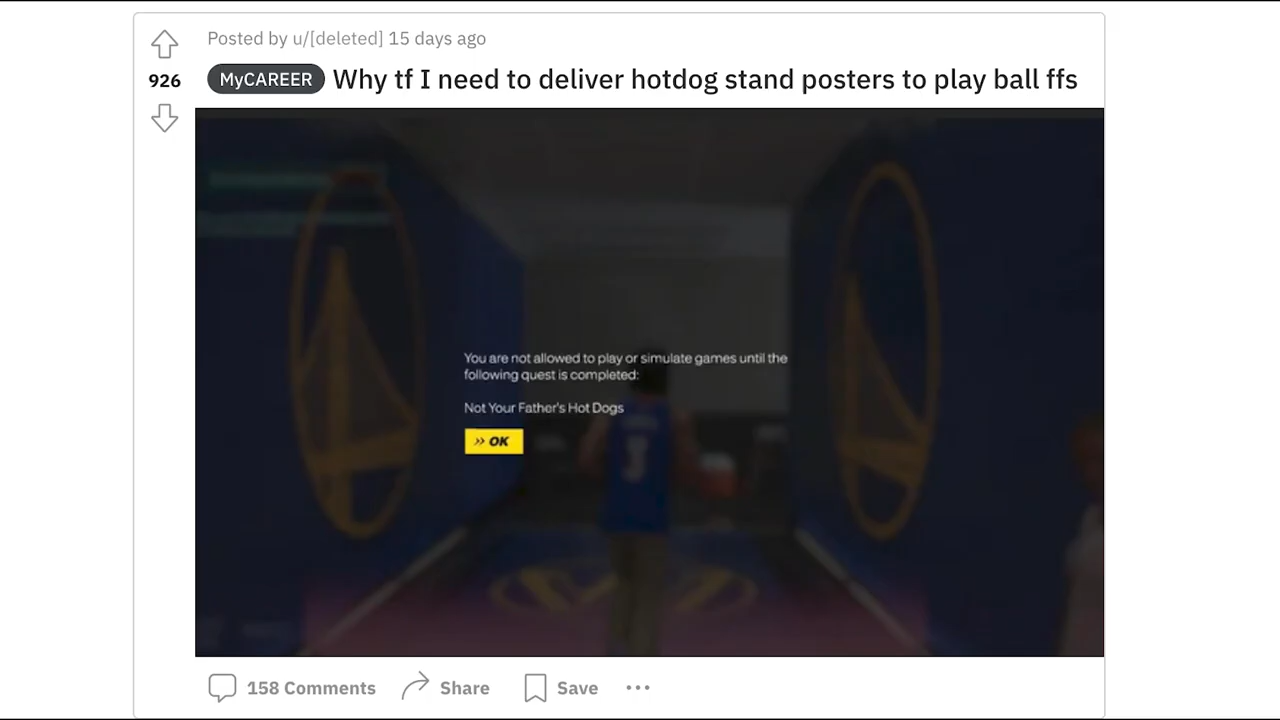 Posted by u/[deleted] 15 days ago
926
MyCAREER Why tf I need to deliver hotdog stand posters to play ball ffs
You are not allowed to play or simulate games until the
following quest is completed:
Not Your Father's Hot Dogs
>> OK
158 Comments Share Save